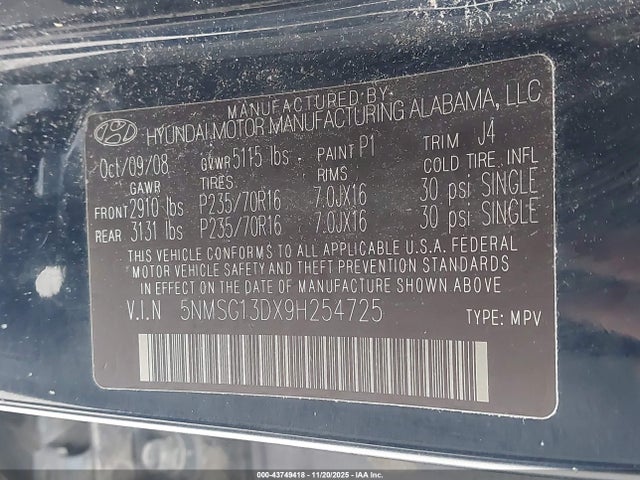 MANUFACTURED BY:
HYUNDAI MOTOR MANUFACTURING ALABAMA, LLC
Oct/09/08 GVWR 5115 lbs PAINT P1 TRIM J4
GAWR TIRES RIMS COLD TIRE. INFL
FRONT 2910 lbs P235/70R16 7.0JX16 30 psi SINGLE
REAR 3131 lbs P235/70R16 7.0JX16 30 psi SINGLE
THIS VEHICLE CONFORMS TO ALL APPLICABLE U.S.A. FEDERAL
MOTOR VEHICLE SAFETY AND THEFT PREVENTION STANDARDS
IN EFFECT ON THE DATE OF MANUFACTURE SHOWN ABOVE
V.I.N 5NMSG13DX9H254725 TYPE: MPV
000-43749418 - 11/20/2025 - IAA Inc.